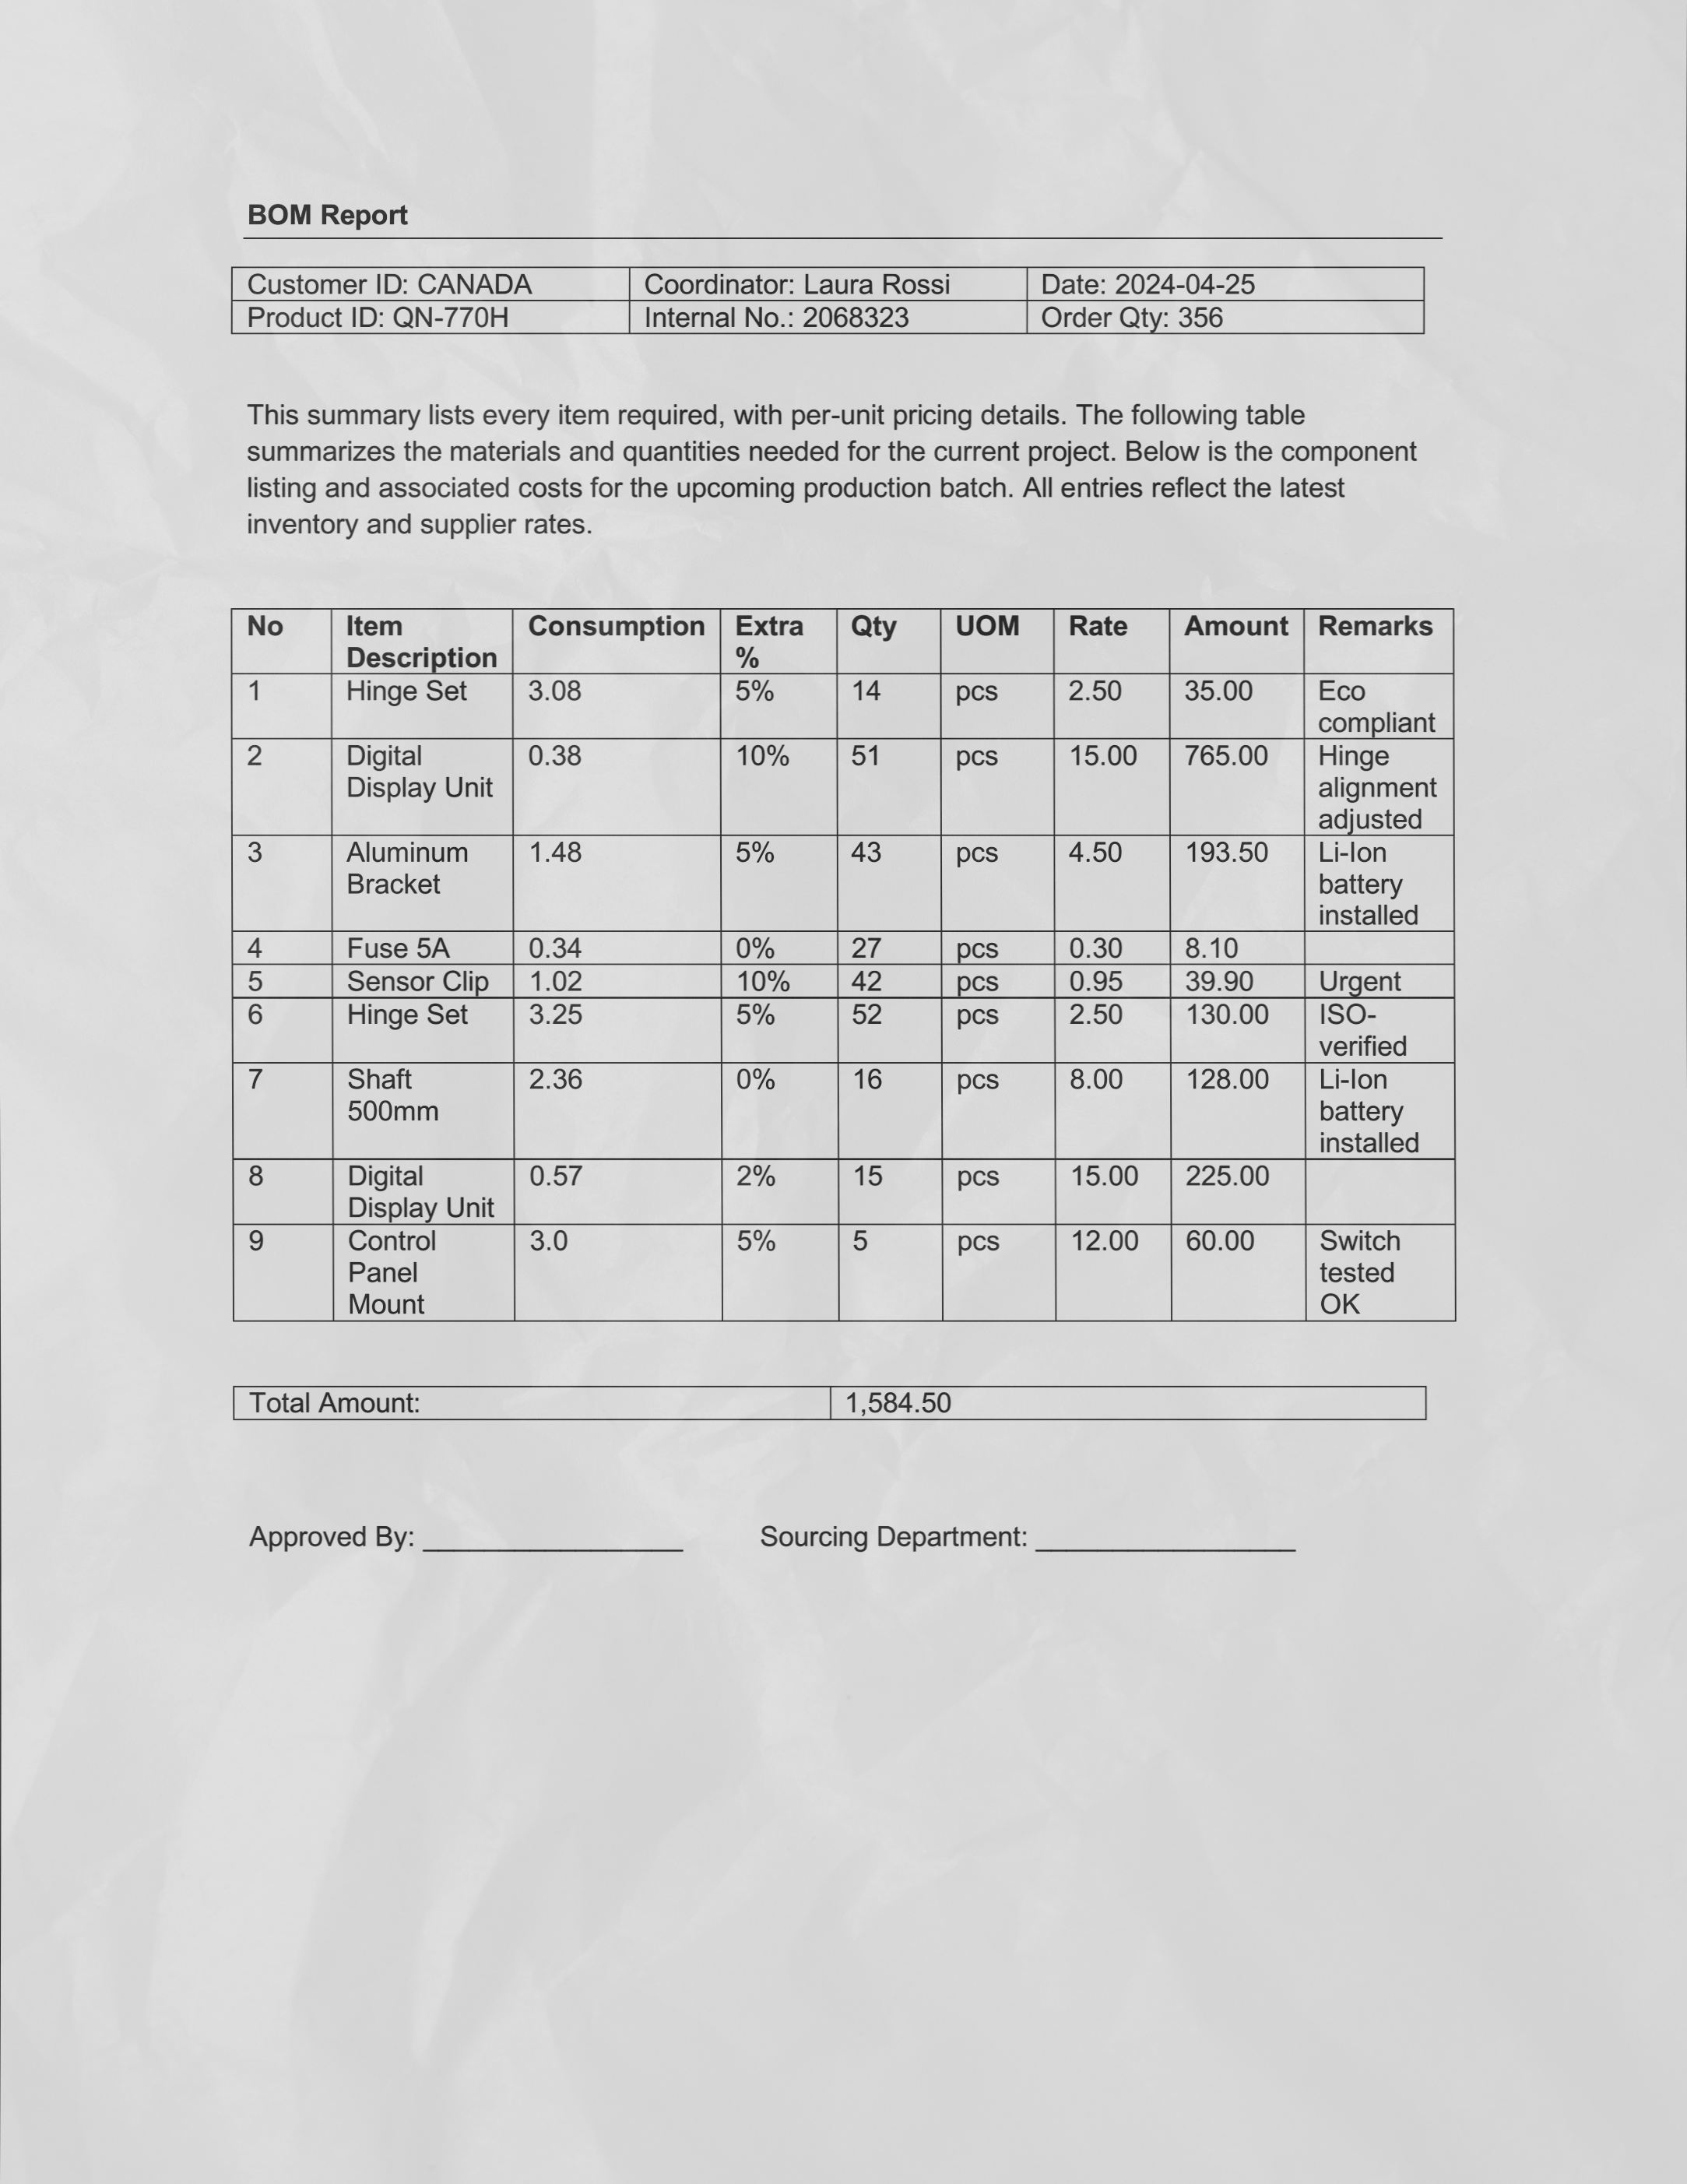 BOM Report
Customer ID: CANADA Coordinator: Laura Rossi Date: 2024-04-25
Product ID: QN-770H Internal No.: 2068323 Order Qty: 356
This summary lists every item required, with per-unit pricing details. The following table
summarizes the materials and quantities needed for the current project. Below is the component
listing and associated costs for the upcoming production batch. All entries reflect the latest
inventory and supplier rates.
No Item Consumption Extra Qty UOM Rate Amount Remarks
Description %
1 Hinge Set 3.08 5% 14 pcs 2.50 35.00 Eco
compliant
2 Digital 0.38 10% 51 pcs 15.00 765.00 Hinge
Display Unit alignment
adjusted
3 Aluminum 1.48 5% 43 pcs 4.50 193.50 Li-Ion
Bracket battery
installed
4 Fuse 5A 0.34 0% 27 pcs 0.30 8.10
5 Sensor Clip 1.02 10% 42 pcs 0.95 39.90 Urgent
6 Hinge Set 3.25 5% 52 pcs 2.50 130.00 ISO-
verified
7 Shaft 2.36 0% 16 pcs 8.00 128.00 Li-Ion
500mm battery
installed
8 Digital 0.57 2% 15 pcs 15.00 225.00
Display Unit
9 Control 3.0 5% 5 pcs 12.00 60.00 Switch
Panel tested
Mount OK
Total Amount: 1,584.50
Approved By: _________________ Sourcing Department: _________________